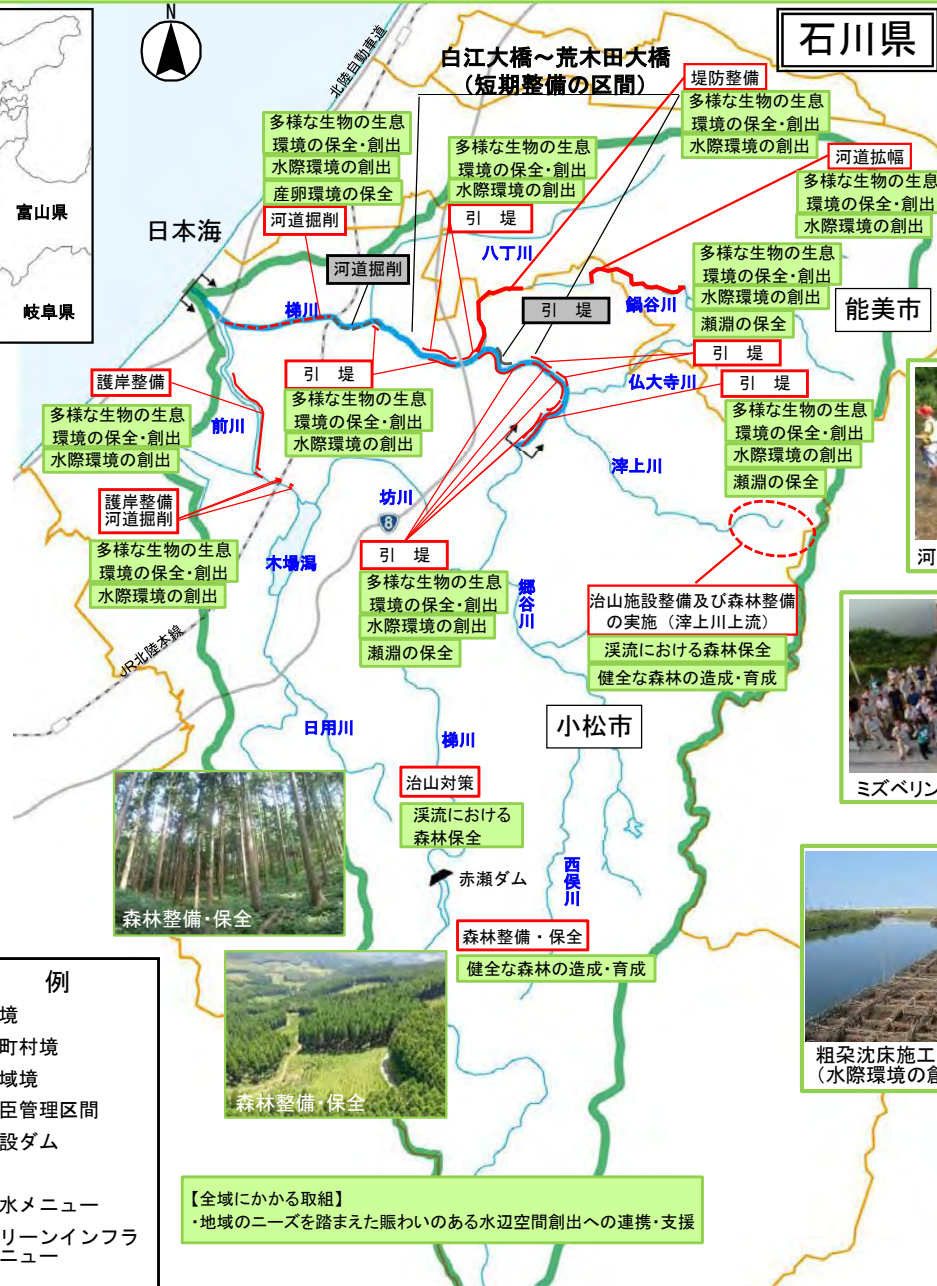 N
石川県
北陸自動車道
白江大橋～荒木田大橋
（短期整備の区間）
富山県
岐阜県
日本海
多様な生物の生息
環境の保全・創出
水際環境の創出
産卵環境の保全
河道掘削
河道掘削
梯川
多様な生物の生息
環境の保全・創出
水際環境の創出
引　堤
八丁川
堤防整備
多様な生物の生息
環境の保全・創出
水際環境の創出
河道拡幅
多様な生物の生息
環境の保全・創出
水際環境の創出
引　堤
鍋谷川
多様な生物の生息
環境の保全・創出
水際環境の創出
瀬淵の保全
引　堤
能美市
仏大寺川
引　堤
多様な生物の生息
環境の保全・創出
水際環境の創出
瀬淵の保全
滓上川
護岸整備
多様な生物の生息
環境の保全・創出
水際環境の創出
前川
引　堤
多様な生物の生息
環境の保全・創出
水際環境の創出
護岸整備
河道掘削
多様な生物の生息
環境の保全・創出
水際環境の創出
坊川
8
木場潟
引　堤
多様な生物の生息
環境の保全・創出
水際環境の創出
瀬淵の保全
郷谷川
治山施設整備及び森林整備
の実施（滓上川上流）
渓流における森林保全
健全な森林の造成・育成
JR北陸本線
日用川
梯川
小松市
治山対策
渓流における
森林保全
赤瀬ダム
西俣川
森林整備・保全
健全な森林の造成・育成
森林整備・保全
森林整備・保全
河
ミズベリン
粗朶沈床施工
（水際環境の創
例
境
町村境
域境
臣管理区間
設ダム
水メニュー
リーンインフラ
ニュー
【全域にかかる取組】
・地域のニーズを踏まえた賑わいのある水辺空間創出への連携・支援